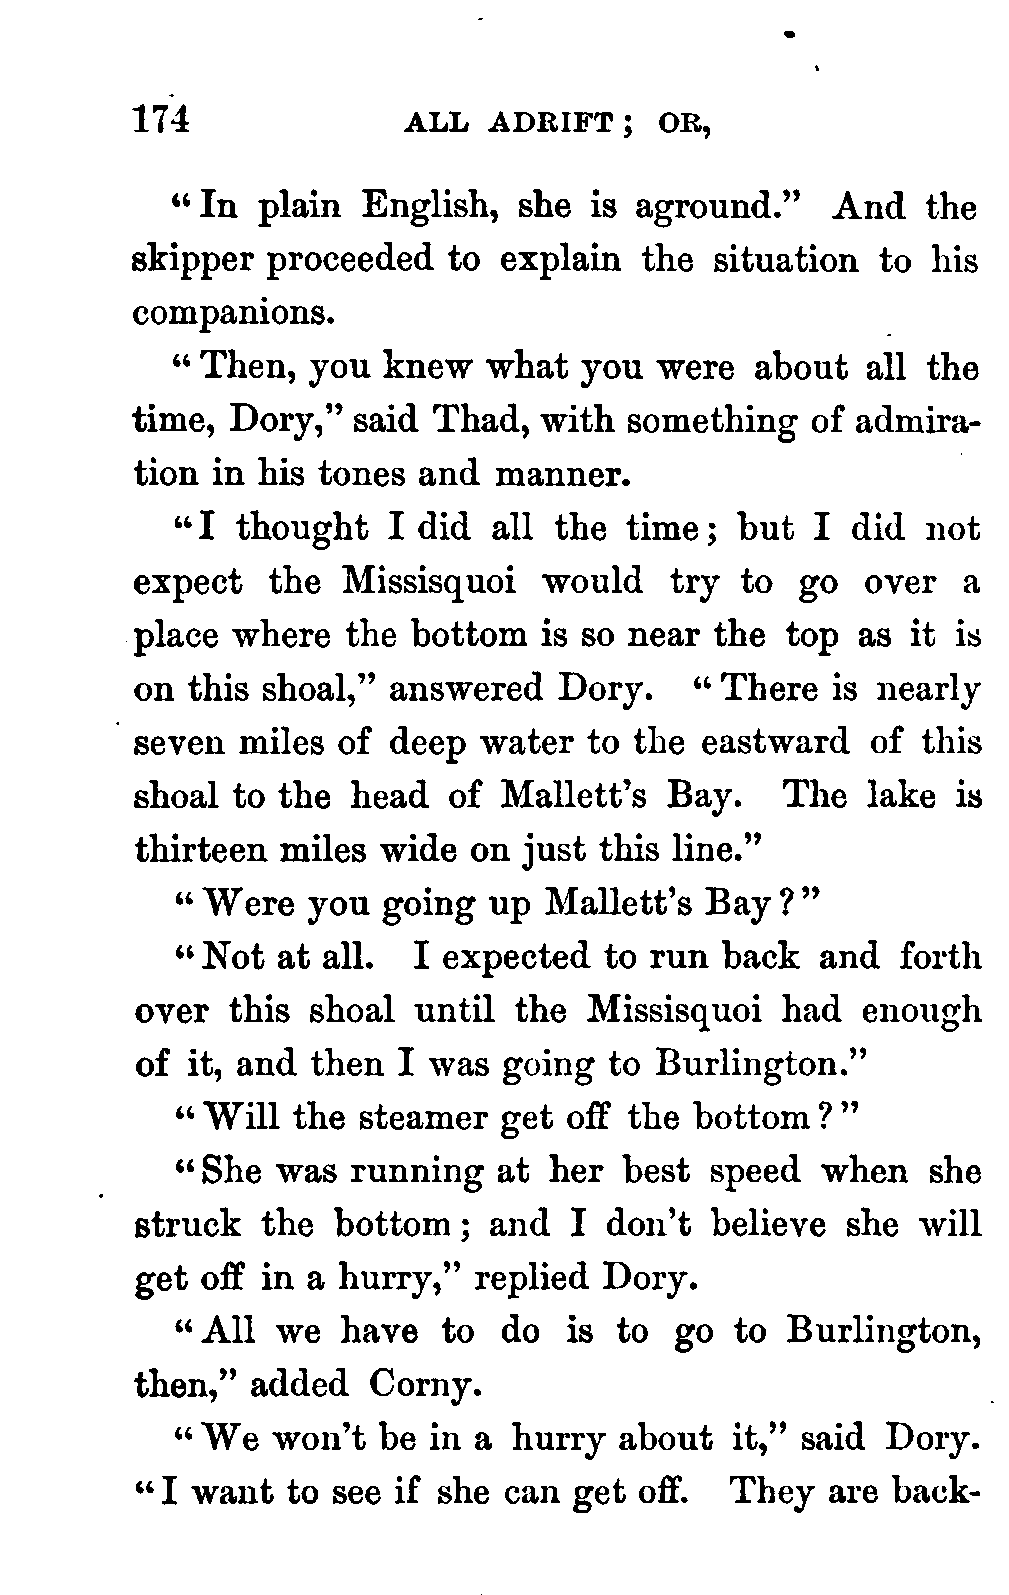 174 ALL ADRIFT; OR,
“In plain English, she is aground.” And the
skipper proceeded to explain the situation to his
companions.
“Then, you knew what you were about all the
time, Dory,” said Thad, with something of admira-
tion in his tones and manner.
“I thought I did all the time; but I did not
expect the Missisquoi would try to go over a
place where the bottom is so near the top as it is
on this shoal,” answered Dory. “There is nearly
seven miles of deep water to the eastward of this
shoal to the head of Mallett’s Bay. The lake is
thirteen miles wide on just this line.”
“Were you going up Mallett’s Bay?”
“Not at all. I expected to run back and forth
over this shoal until the Missisquoi had enough
of it, and then I was going to Burlington.”
“Will the steamer get off the bottom?”
“She was running at her best speed when she
struck the bottom; and I don’t believe she will
get off in a hurry,” replied Dory.
“All we have to do is to go to Burlington,
then,” added Corny.
“We won’t be in a hurry about it,” said Dory.
“I want to see if she can get off. They are back-